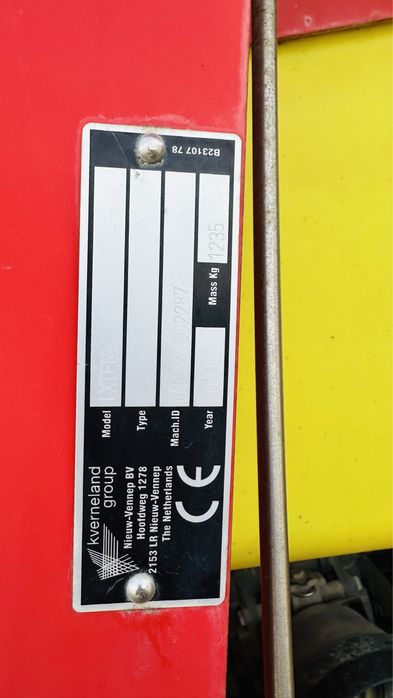 kverneland
group
Nieuw-Vennep BV
Hoofdweg 1278
2153 LR Nieuw-Vennep
The Netherlands
CE
Model IXTER
Type
Mach.ID
Year
Mass Kg 1235
B23107 78